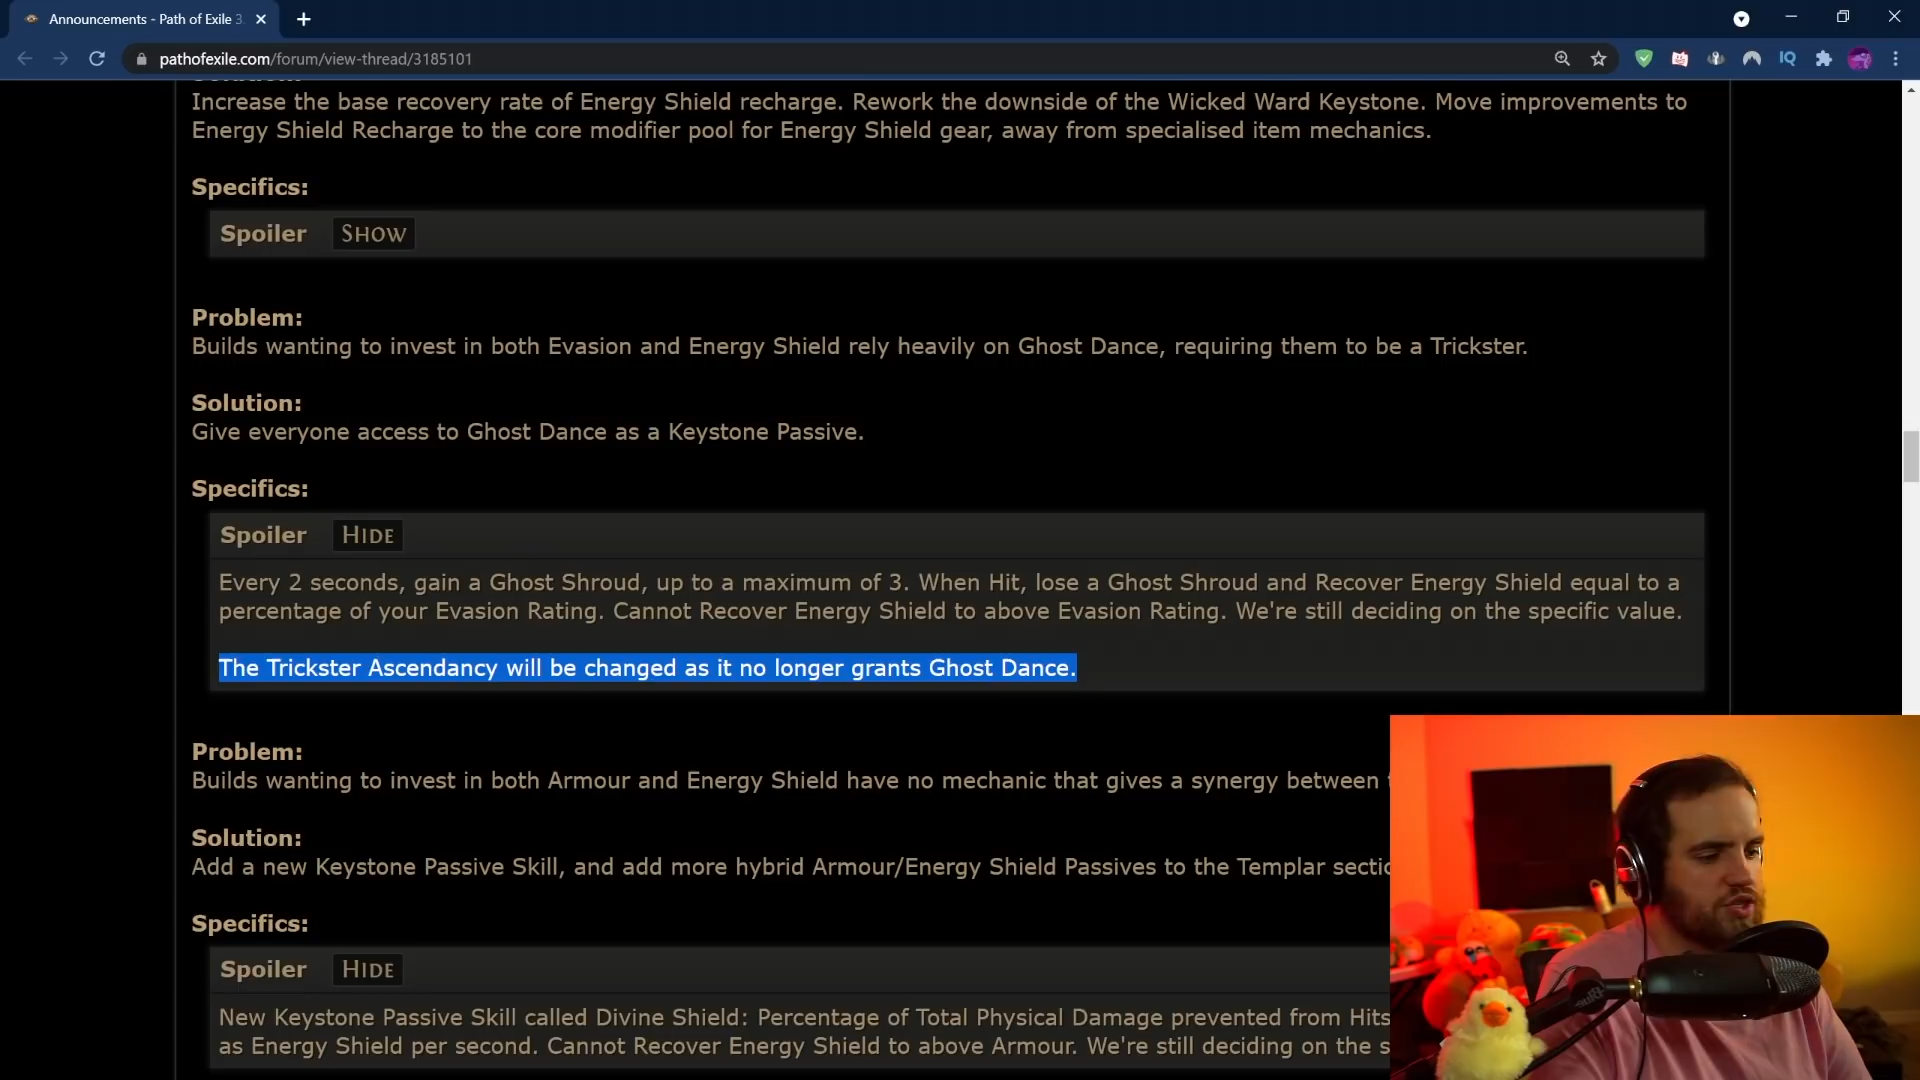 Announcements - Path of Exile 3
pathofexile.com/forum/view-thread/3185101
IQ
Increase the base recovery rate of Energy Shield recharge. Rework the downside of the Wicked Ward Keystone. Move improvements to
Energy Shield Recharge to the core modifier pool for Energy Shield gear, away from specialised item mechanics.
Specifics:
Spoiler SHOW
Problem:
Builds wanting to invest in both Evasion and Energy Shield rely heavily on Ghost Dance, requiring them to be a Trickster.
Solution:
Give everyone access to Ghost Dance as a Keystone Passive.
Specifics:
Spoiler HIDE
Every 2 seconds, gain a Ghost Shroud, up to a maximum of 3. When Hit, lose a Ghost Shroud and Recover Energy Shield equal to a
percentage of your Evasion Rating. Cannot Recover Energy Shield to above Evasion Rating. We're still deciding on the specific value.
The Trickster Ascendancy will be changed as it no longer grants Ghost Dance.
Problem:
Builds wanting to invest in both Armour and Energy Shield have no mechanic that gives a synergy between
Solution:
Add a new Keystone Passive Skill, and add more hybrid Armour/Energy Shield Passives to the Templar
Specifics:
Spoiler HIDE
New Keystone Passive Skill called Divine Shield: Percentage of Total Physical Damage prevented from Hits
as Energy Shield per second. Cannot Recover Energy Shield to above Armour. We're still deciding on the